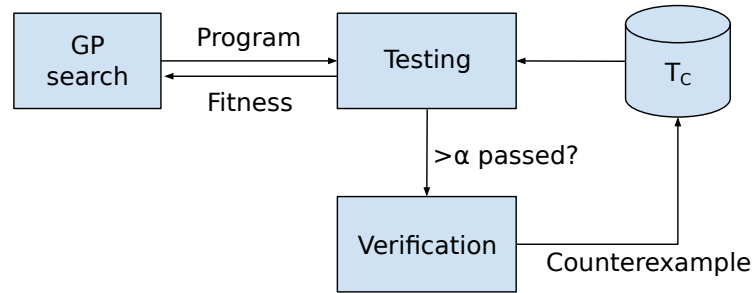 GP
search
Program
Fitness
Testing
T_C
>α passed?
Verification
Counterexample